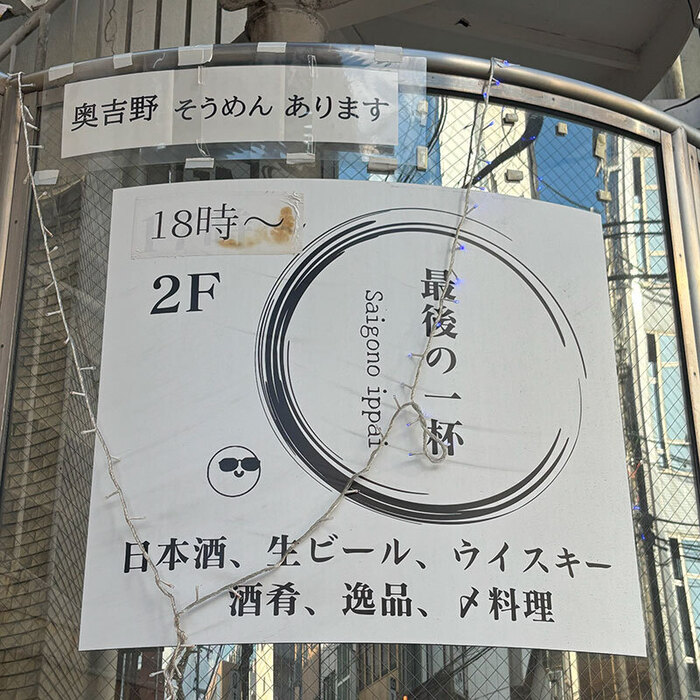 奥吉野 そうめん あります
18時〜
2F
最後の一杯
Saigono ippai
日本酒、生ビール、ウイスキー
酒肴、逸品、〆料理